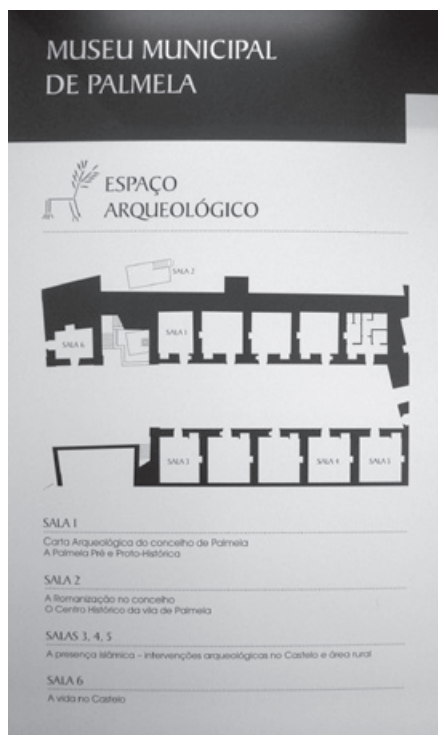 MUSEU MUNICIPAL
DE PALMELA
ESPAÇO
ARQUEOLÓGICO
SALA 2
SALA 1
SALA 6
SALA 3
SALA 4
SALA 5
SALA 1
Carta Arqueológica do concelho de Palmela
A Palmela Pré e Proto-Histórica
SALA 2
A Romanização no concelho
O Centro Histórico da vila de Palmela
SALAS 3, 4, 5
A presença Islâmica – intervenções arqueológicas no Castelo e área rural
SALA 6
A vida no Castelo